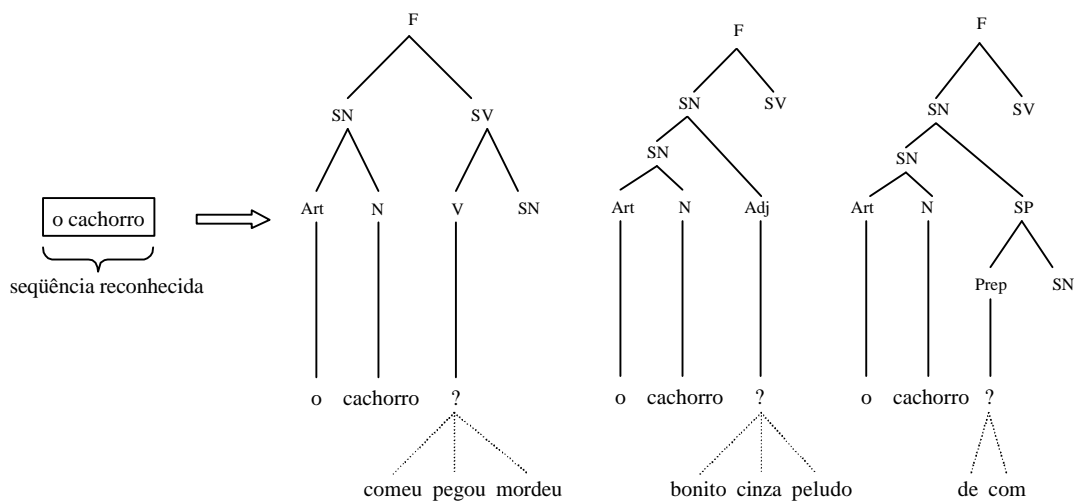 F
F
F
SN SV
SN SV
SN SV
SN
SN
o cachorro
Art N V SN
Art N Adj
Art N SP
seqüência reconhecida
Prep SN
o cachorro ?
o cachorro ?
o cachorro ?
comeu pegou mordeu
bonito cinza peludo
de com